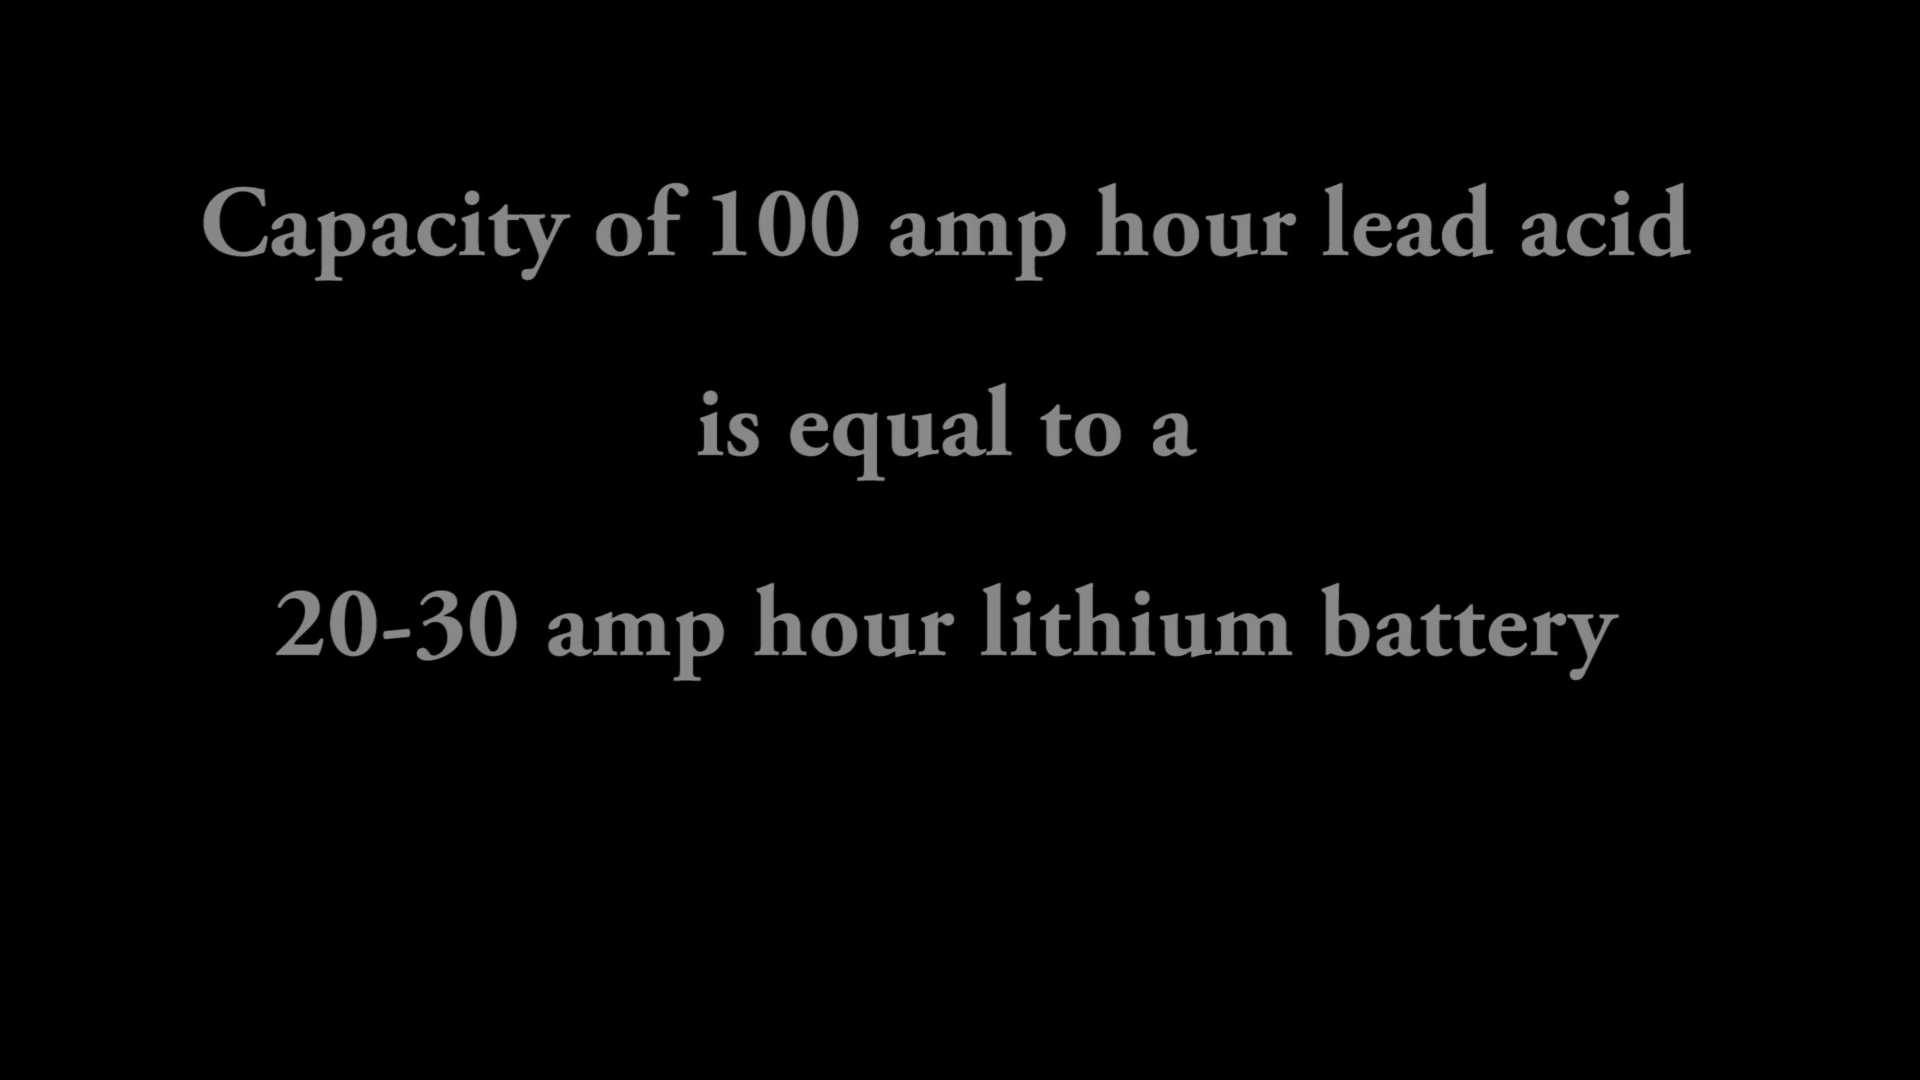 Capacity of 100 amp hour lead acid
is equal to a
20-30 amp hour lithium battery